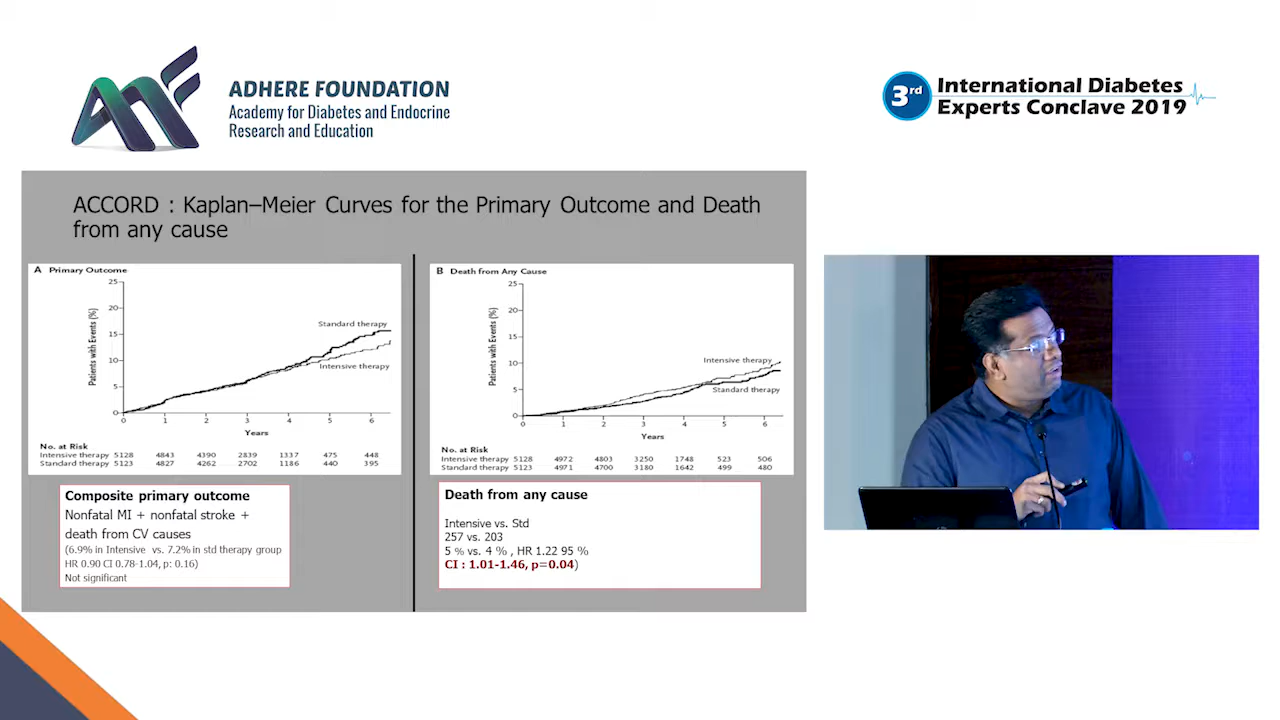 ADHERE FOUNDATION
Academy for Diabetes and Endocrine
Research and Education
3rd
International Diabetes
Experts Conclave 2019
ACCORD : Kaplan–Meier Curves for the Primary Outcome and Death
from any cause
A Primary Outcome
Patients with Events (%)
25
20
15
10
5
0
Standard therapy
Intensive therapy
0 1 2 3 4 5 6
Years
No. at Risk
Intensive therapy 5128 4843 4390 2839 1337 475 448
Standard therapy 5123 4827 4262 2702 1186 440 395
B Death from Any Cause
Patients with Events (%)
25
20
15
10
5
0
Intensive therapy
Standard therapy
0 1 2 3 4 5 6
Years
No. at Risk
Intensive therapy 5128 4972 4803 3250 1748 523 506
Standard therapy 5123 4971 4700 3180 1642 499 480
Composite primary outcome
Nonfatal MI + nonfatal stroke +
death from CV causes
(6.9% in Intensive vs. 7.2% in std therapy group
HR 0.90 CI 0.78-1.04, p: 0.16)
Not significant
Death from any cause
Intensive vs. Std
257 vs. 203
5 % vs. 4 % , HR 1.22 95 %
CI : 1.01-1.46, p=0.04)